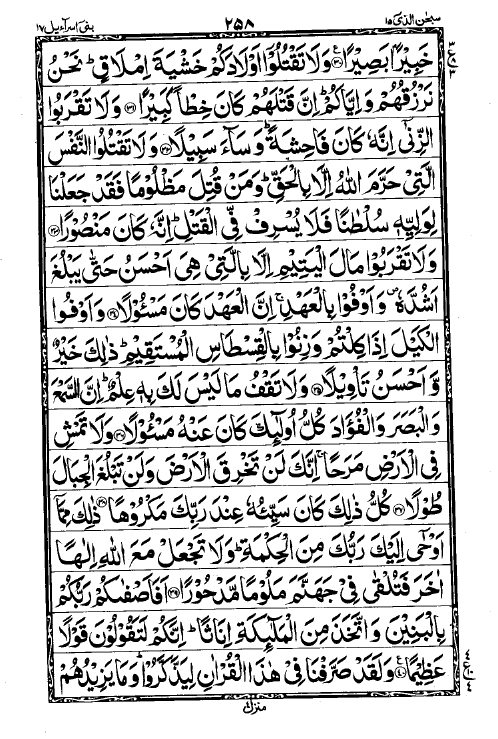 سبحٰن الذی ۱۵ ۲۵۸ بنی اسرآءیل ۱۷
خَبِیْرًۢا بَصِیْرًا ۟﴿۳۰﴾ وَلَا تَقْتُلُوْۤا اَوْلَادَكُمْ خَشْیَةَ اِمْلَاقٍ ؕ نَحْنُ
نَرْزُقُهُمْ وَاِیَّاكُمْ ؕ اِنَّ قَتْلَهُمْ كَانَ خِطْاً كَبِیْرًا ﴿۳۱﴾ وَلَا تَقْرَبُوا
الزِّنٰۤی اِنَّهٗ كَانَ فَاحِشَةً ؕ وَسَآءَ سَبِیْلًا ﴿۳۲﴾ وَلَا تَقْتُلُوا النَّفْسَ
الَّتِیْ حَرَّمَ اللّٰهُ اِلَّا بِالْحَقِّ ؕ وَمَنْ قُتِلَ مَظْلُوْمًا فَقَدْ جَعَلْنَا
لِوَلِیِّهٖ سُلْطٰنًا فَلَا یُسْرِفْ فِّی الْقَتْلِ ؕ اِنَّهٗ كَانَ مَنْصُوْرًا ﴿۳۳﴾
وَلَا تَقْرَبُوْا مَالَ الْیَتِیْمِ اِلَّا بِالَّتِیْ هِیَ اَحْسَنُ حَتّٰی یَبْلُغَ
اَشُدَّهٗ ۪ وَاَوْفُوْا بِالْعَهْدِ ۚ اِنَّ الْعَهْدَ كَانَ مَسْـُٔوْلًا ﴿۳۴﴾ وَاَوْفُوا
الْكَیْلَ اِذَا كِلْتُمْ وَزِنُوْا بِالْقِسْطَاسِ الْمُسْتَقِیْمِ ؕ ذٰلِكَ خَیْرٌ
وَّاَحْسَنُ تَاْوِیْلًا ﴿۳۵﴾ وَلَا تَقْفُ مَا لَیْسَ لَكَ بِهٖ عِلْمٌ ؕ اِنَّ السَّمْعَ
وَالْبَصَرَ وَالْفُؤَادَ كُلُّ اُولٰٓئِكَ كَانَ عَنْهُ مَسْـُٔوْلًا ﴿۳۶﴾ وَلَا تَمْشِ
فِی الْاَرْضِ مَرَحًا ۚ اِنَّكَ لَنْ تَخْرِقَ الْاَرْضَ وَلَنْ تَبْلُغَ الْجِبَالَ
طُوْلًا ﴿۳۷﴾ كُلُّ ذٰلِكَ كَانَ سَیِّئُهٗ عِنْدَ رَبِّكَ مَكْرُوْهًا ﴿۳۸﴾ ذٰلِكَ مِمَّاۤ
اَوْحٰۤی اِلَیْكَ رَبُّكَ مِنَ الْحِكْمَةِ ؕ وَلَا تَجْعَلْ مَعَ اللّٰهِ اِلٰهًا
اٰخَرَ فَتُلْقٰی فِیْ جَهَنَّمَ مَلُوْمًا مَّدْحُوْرًا ﴿۳۹﴾ اَفَاَصْفٰىكُمْ رَبُّكُمْ
بِالْبَنِیْنَ وَاتَّخَذَ مِنَ الْمَلٰٓئِكَةِ اِنَاثًا ؕ اِنَّكُمْ لَتَقُوْلُوْنَ قَوْلًا
عَظِیْمًا ﴿۴۰﴾ وَلَقَدْ صَرَّفْنَا فِیْ هٰذَا الْقُرْاٰنِ لِیَذَّكَّرُوْا ؕ وَمَا یَزِیْدُهُمْ
منزل ۴